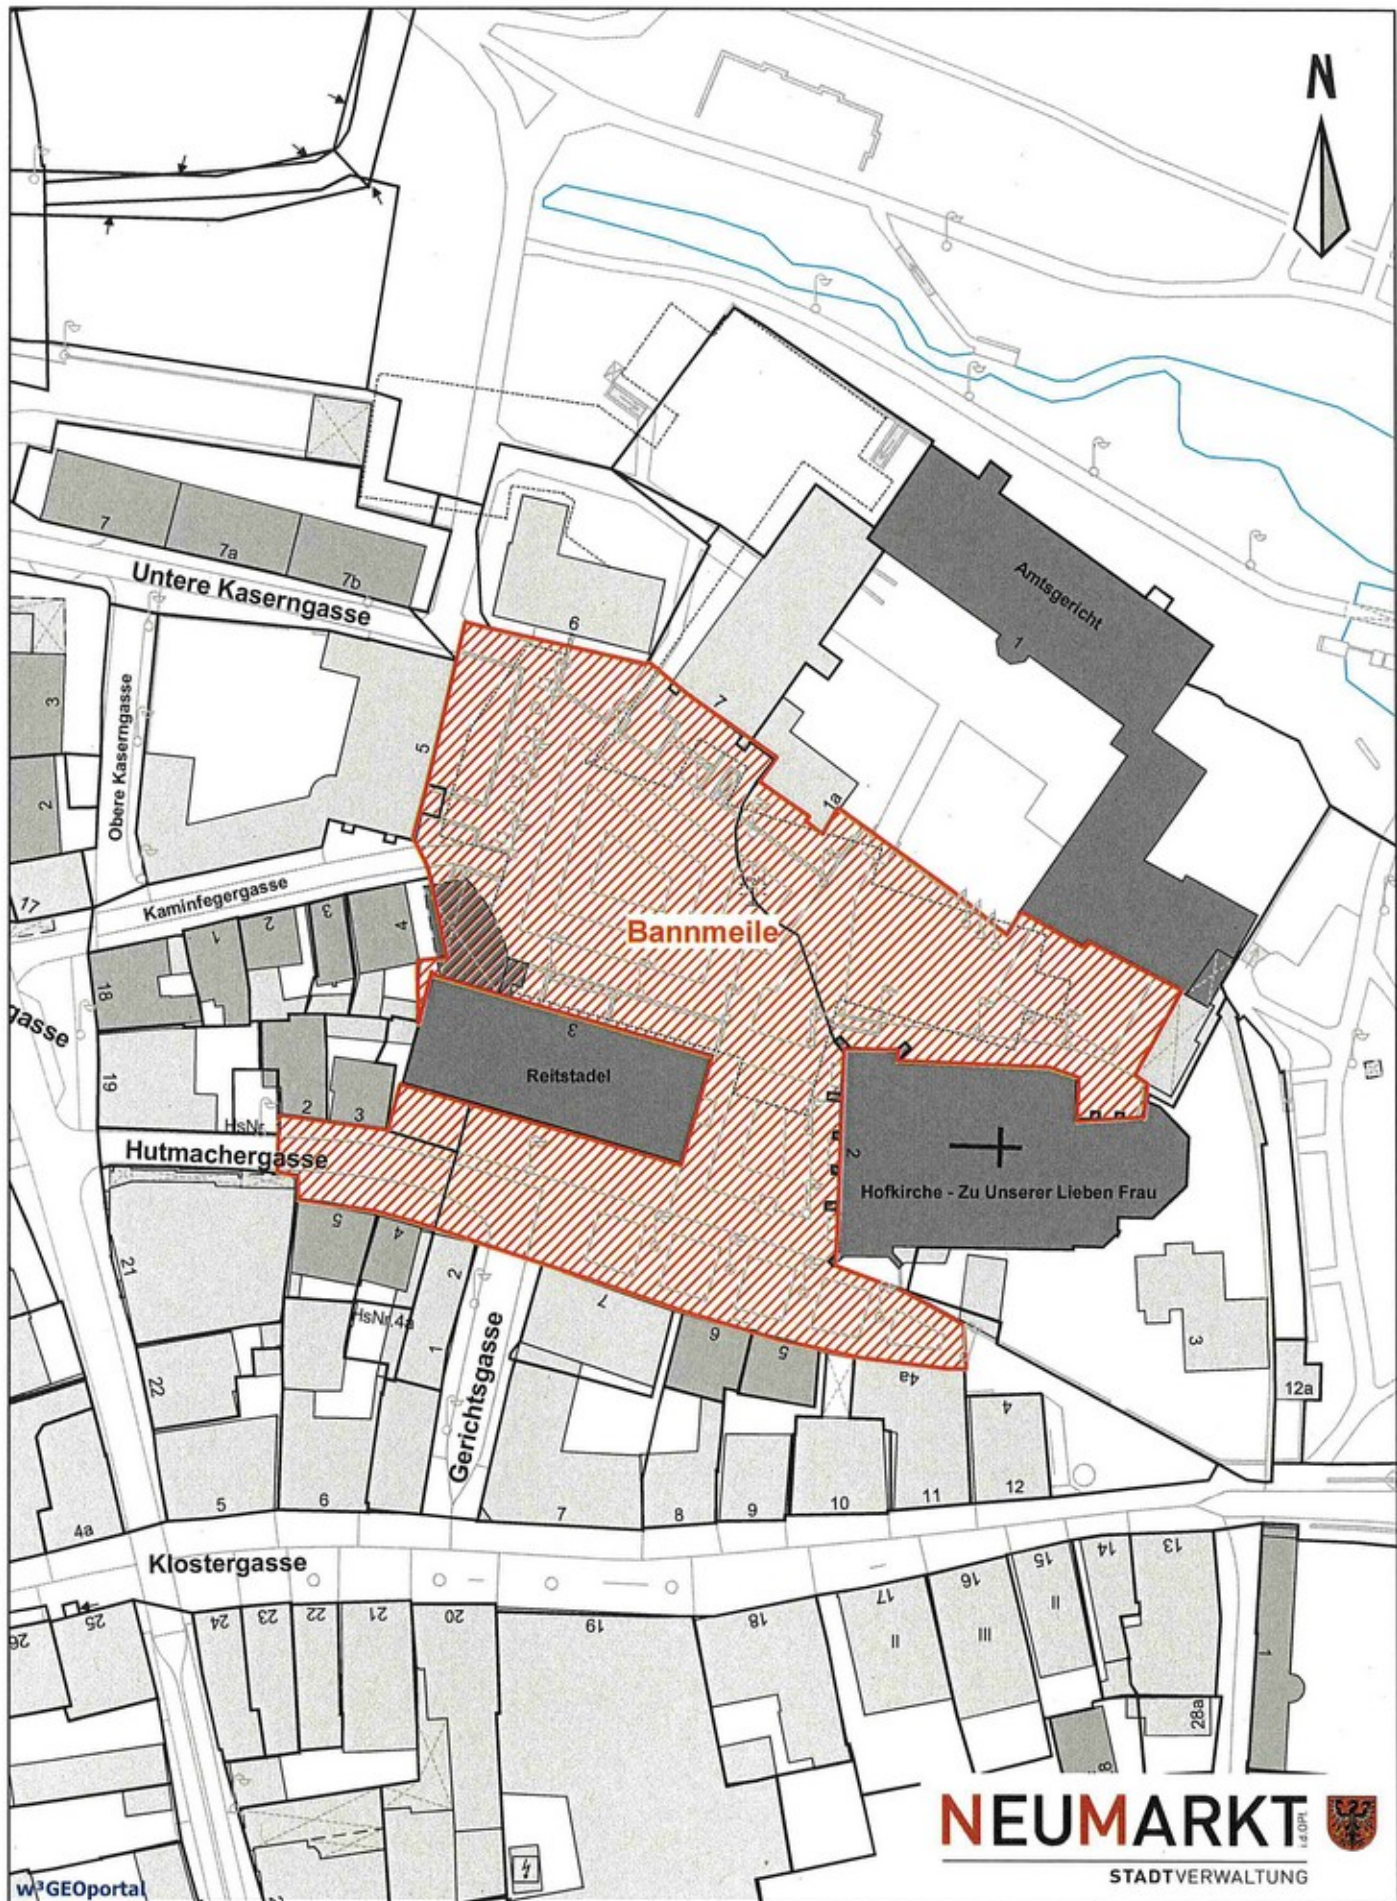 N
7
7a
7b
Untere Kaserngasse
6
Amtsgericht
1
3
Obere Kaserngasse
5
7
2
1a
17
Kaminfegergasse
1
2
3
4
Bannmeile
18
gasse
3
Reitstadel
19
2
3
HsNr.
Hutmachergasse
2
Hofkirche - Zu Unserer Lieben Frau
5
4
21
2
HsNr.4a
7
6
5
3
1
4a
12a
22
Gerichtsgasse
4
5
6
7
8
9
10
11
12
4a
Klostergasse
26
25
24
23
22
21
20
19
18
17
16
15
14
13
II
III
II
1
28a
8
NEUMARKT
i.d.OPf.
STADTVERWALTUNG
w³GEOportal